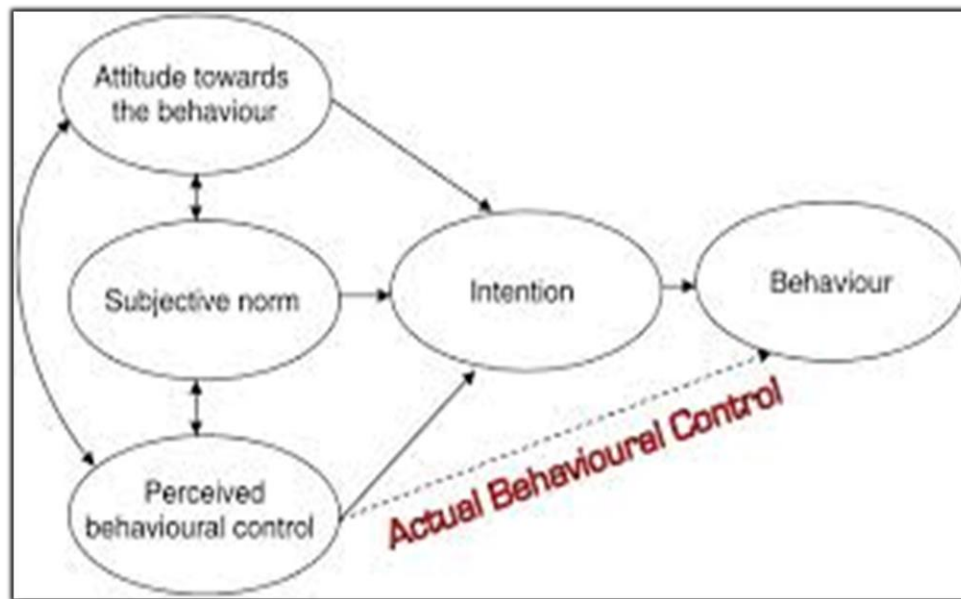 Attitude towards
the behaviour
Subjective norm
Intention
Behaviour
Perceived
behavioural control
Actual Behavioural Control